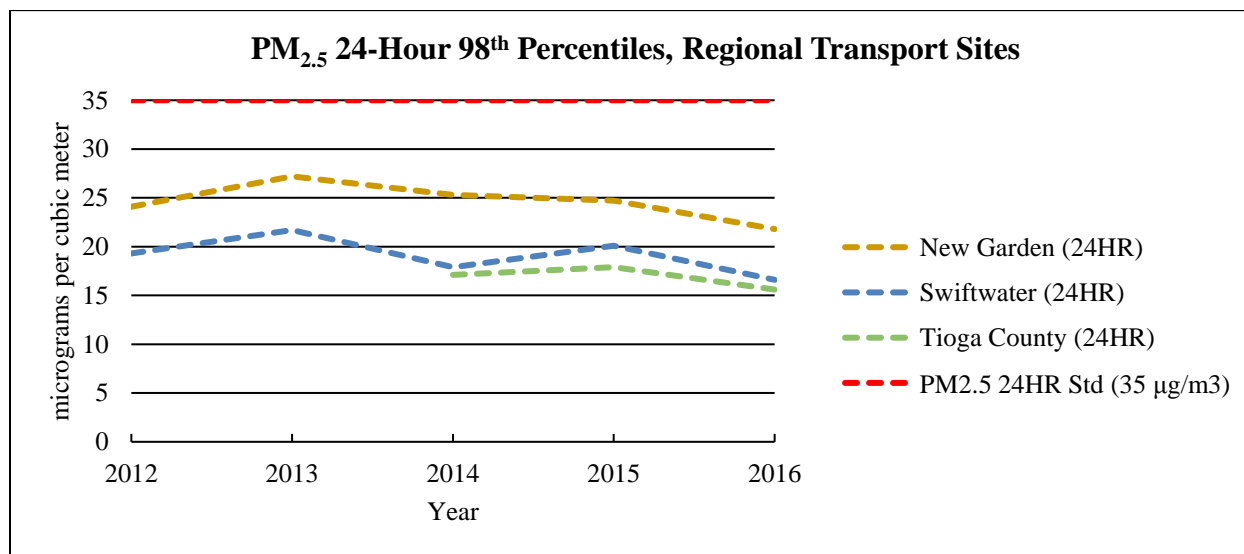 PM2.5 24-Hour 98th Percentiles, Regional Transport Sites
micrograms per cubic meter
35
30
25
20
15
10
5
0
2012 2013 2014 2015 2016
Year
New Garden (24HR)
Swiftwater (24HR)
Tioga County (24HR)
PM2.5 24HR Std (35 µg/m3)